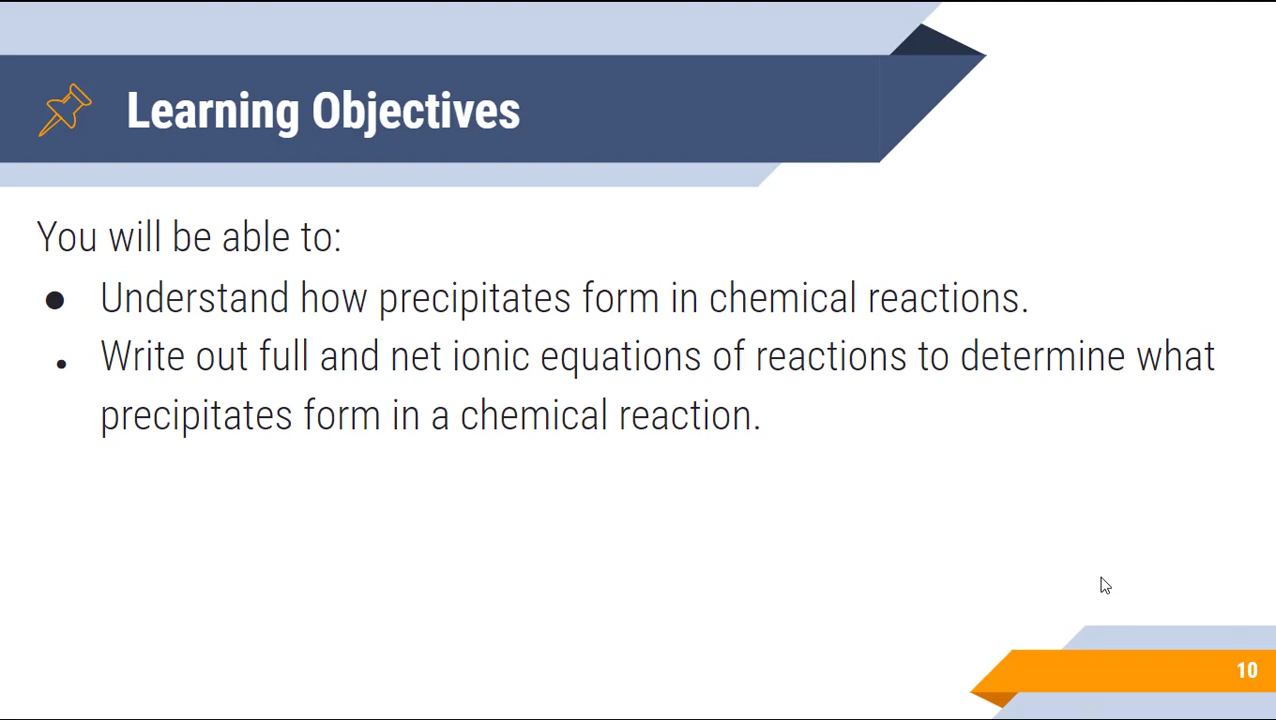 Learning Objectives
You will be able to:
● Understand how precipitates form in chemical reactions.
● Write out full and net ionic equations of reactions to determine what
precipitates form in a chemical reaction.
10